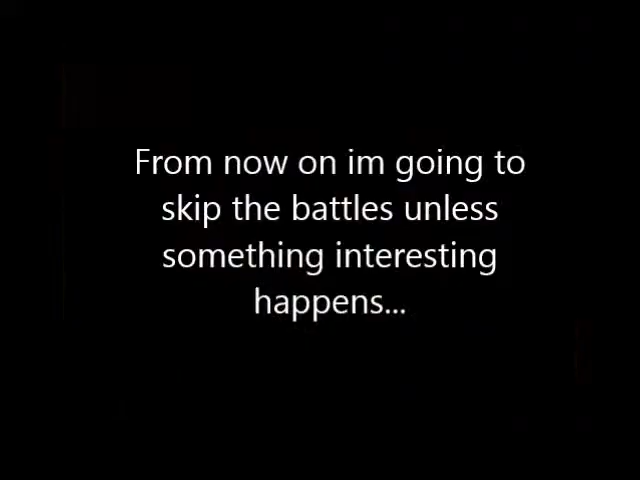 From now on im going to
skip the battles unless
something interesting
happens...